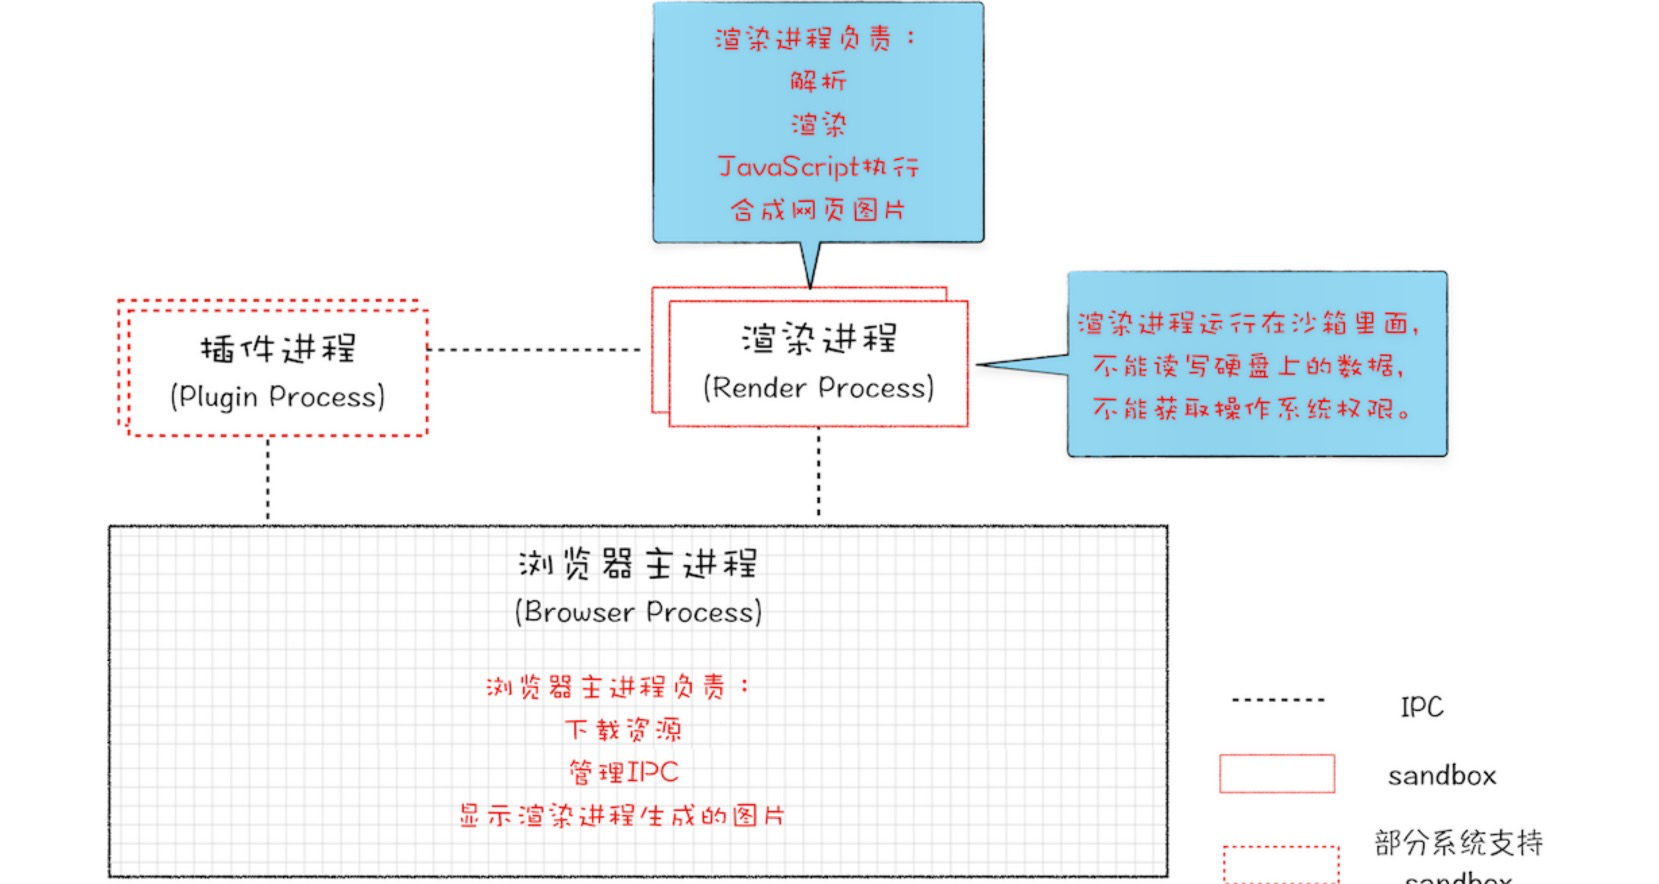 渲染进程负责：
解析
渲染
JavaScript执行
合成网页图片
插件进程
(Plugin Process)
渲染进程
(Render Process)
渲染进程运行在沙箱里面，
不能读写硬盘上的数据，
不能获取操作系统权限。
浏览器主进程
(Browser Process)
浏览器主进程负责：
下载资源
管理IPC
显示渲染进程生成的图片
IPC
sandbox
部分系统支持
sandbox